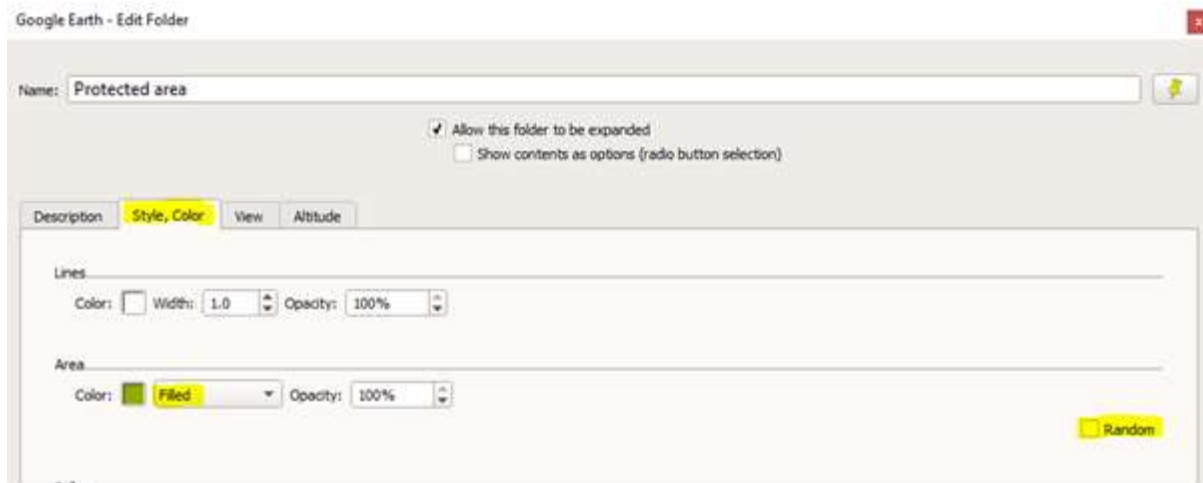 Google Earth - Edit Folder
x
Name: Protected area
Allow this folder to be expanded
Show contents as options (radio button selection)
Description Style, Color View Altitude
Lines
Color: Width: 1.0 Opacity: 100%
Area
Color: Filled Opacity: 100%
Random